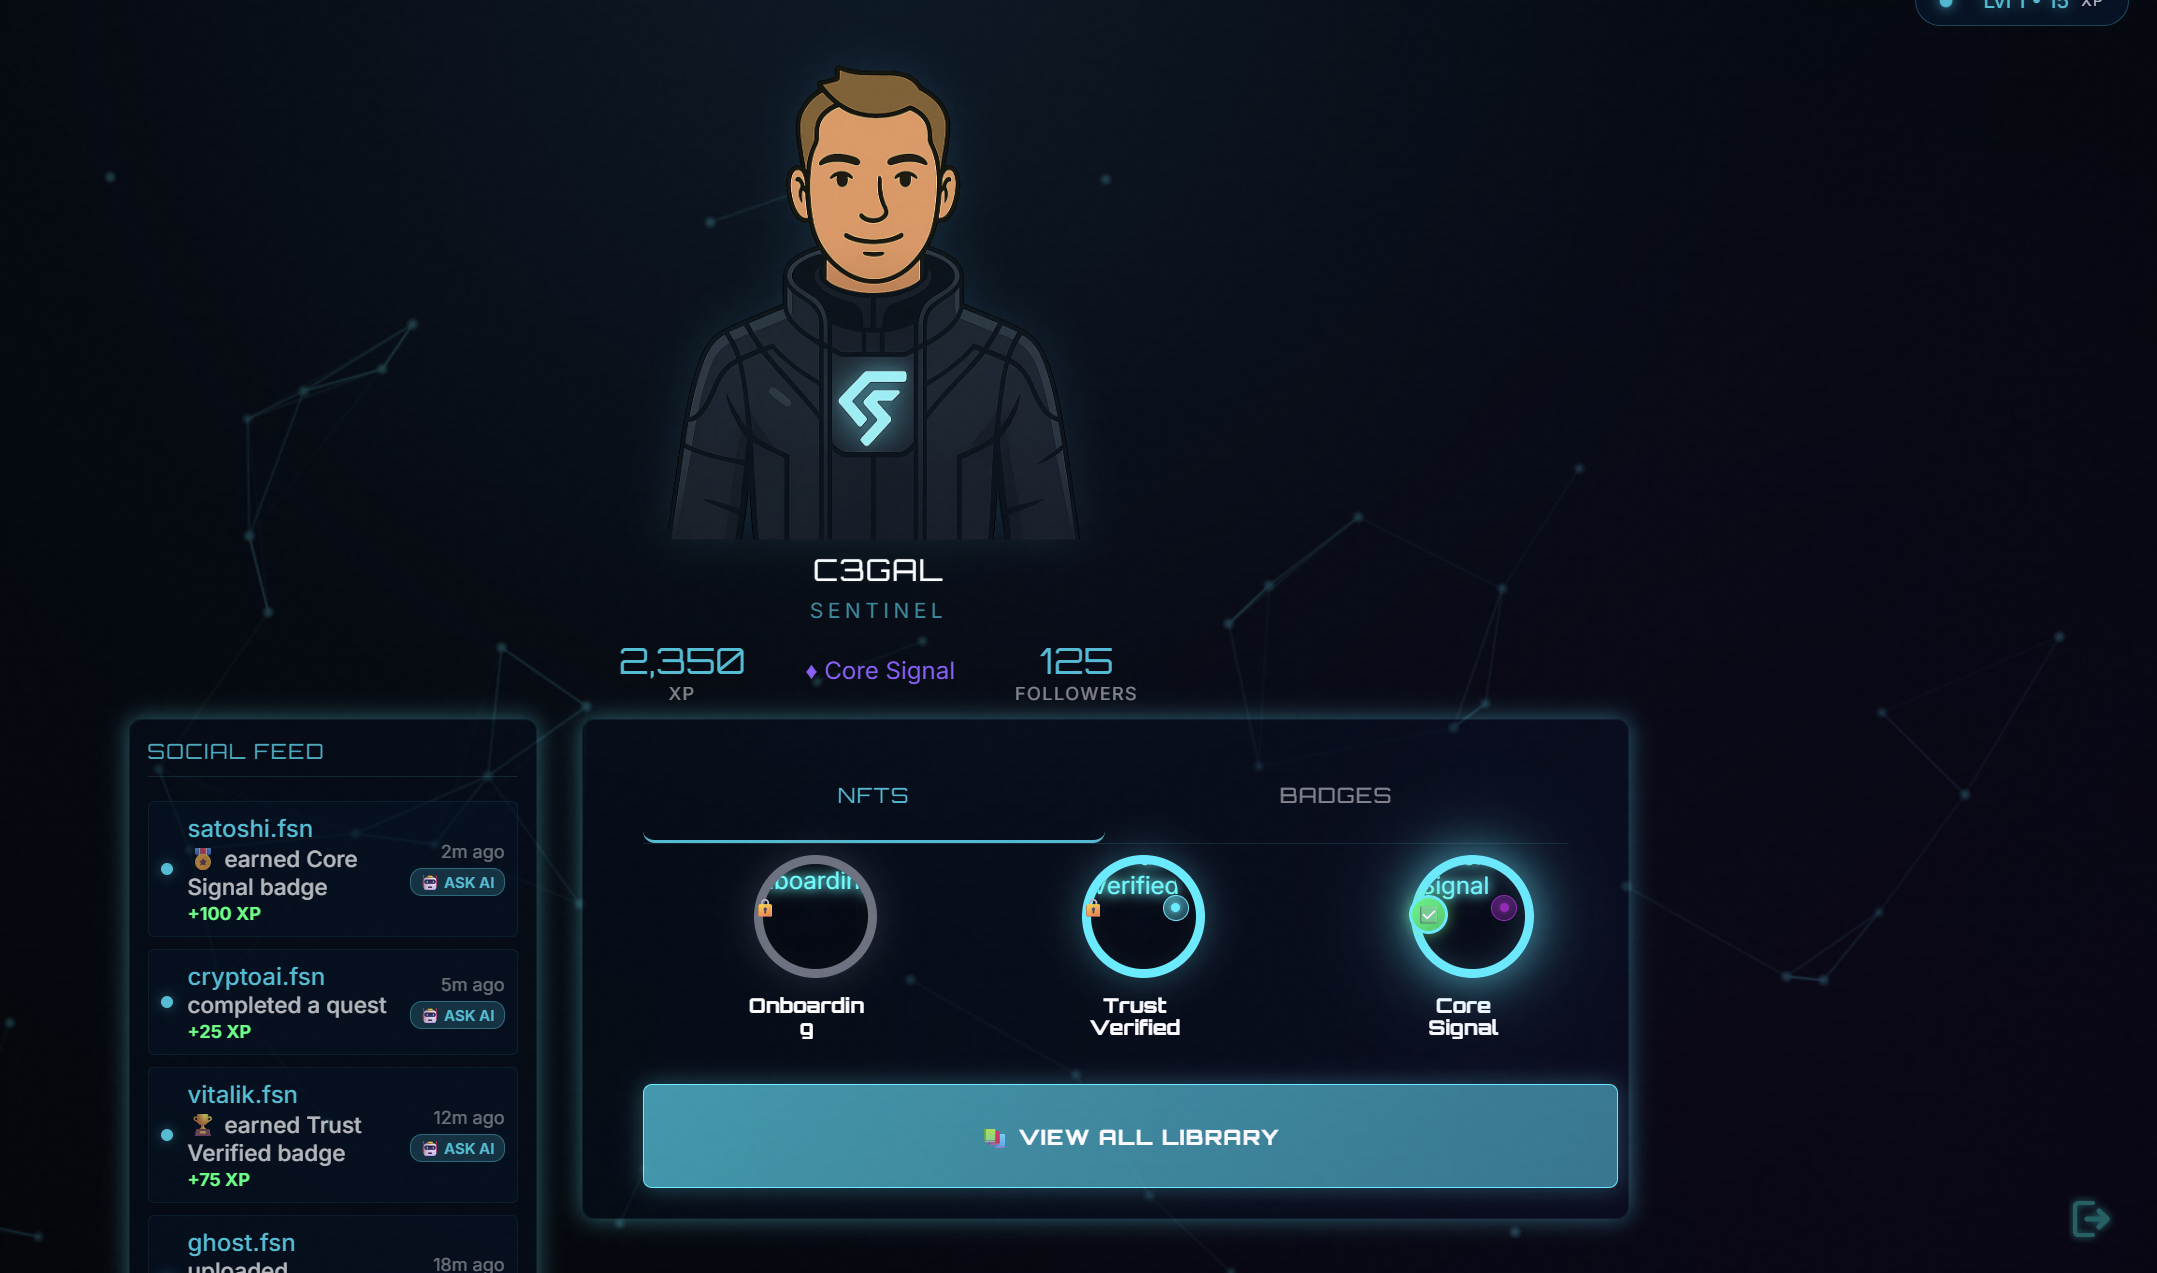 Lvl 1 • 15 XP
C3GAL
SENTINEL
2,350
XP
♦ Core Signal
125
FOLLOWERS
SOCIAL FEED
satoshi.fsn
🏅 earned Core
Signal badge
+100 XP
2m ago
🤖 ASK AI
cryptoai.fsn
completed a quest
+25 XP
5m ago
🤖 ASK AI
vitalik.fsn
🏆 earned Trust
Verified badge
+75 XP
12m ago
🤖 ASK AI
ghost.fsn
uploaded
18m ago
NFTS
BADGES
boardin
Verified
Signal
Onboardin
g
Trust
Verified
Core
Signal
VIEW ALL LIBRARY